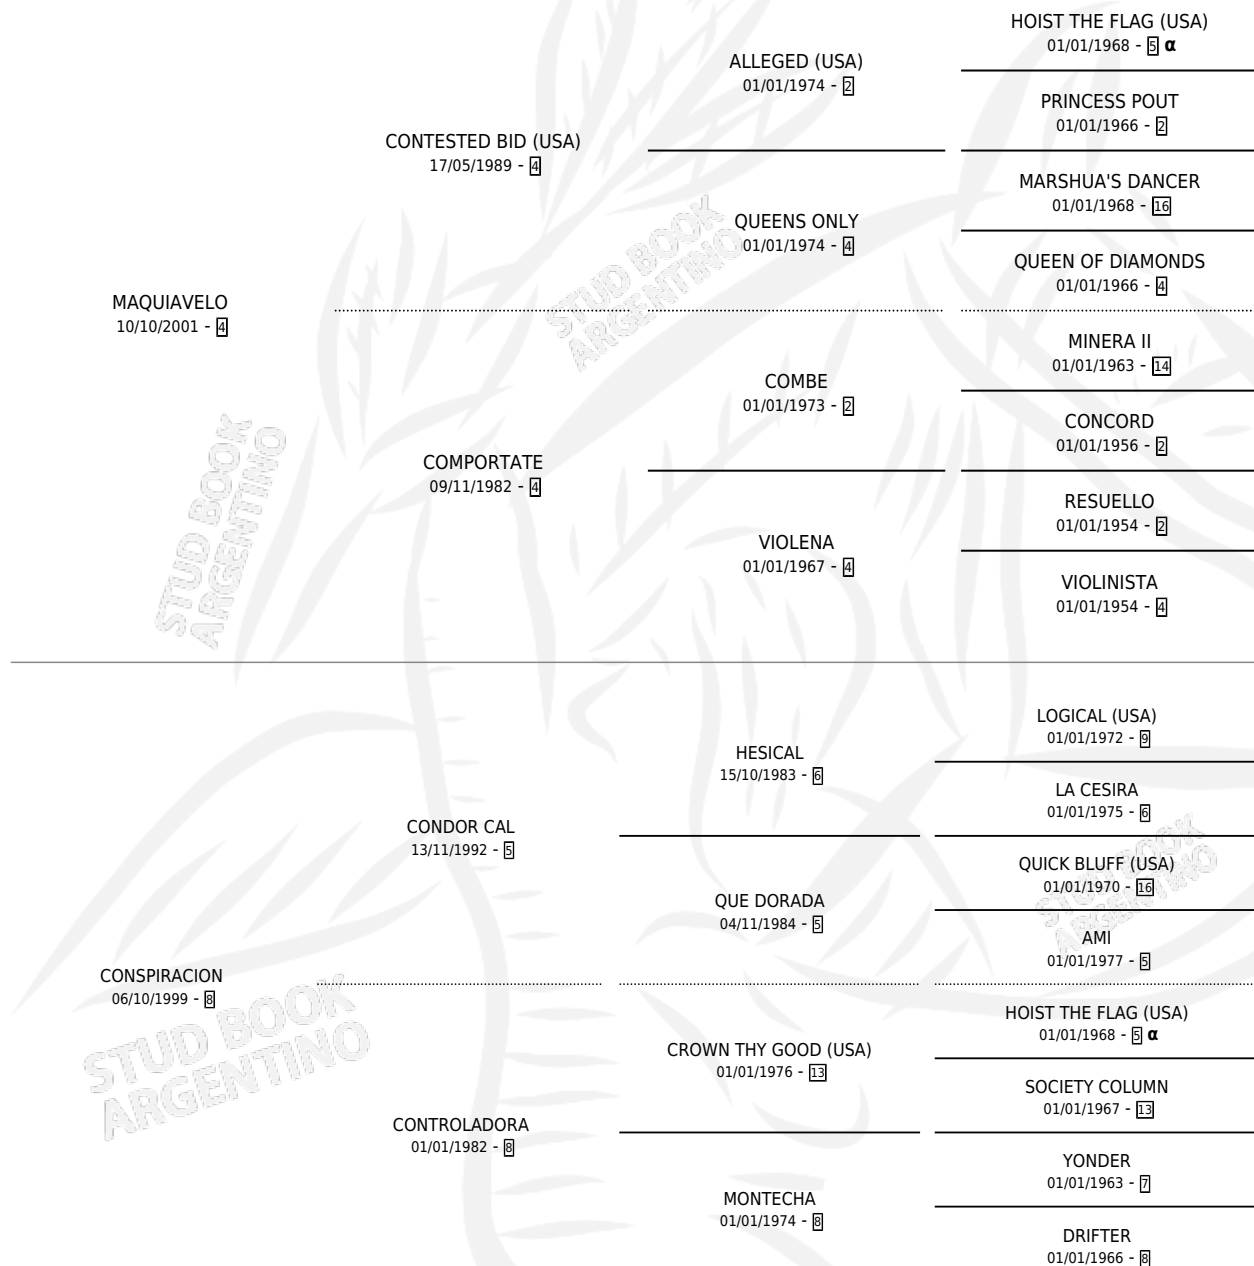 HOIST THE FLAG (USA)
01/01/1968 - 5 α
ALLEGED (USA)
01/01/1974 - 2
PRINCESS POUT
01/01/1966 - 2
CONTESTED BID (USA)
17/05/1989 - 4
MARSHUA'S DANCER
01/01/1968 - 16
QUEENS ONLY
01/01/1974 - 4
QUEEN OF DIAMONDS
01/01/1966 - 4
MAQUIAVELO
10/10/2001 - 4
MINERA II
01/01/1963 - 14
COMBE
01/01/1973 - 2
CONCORD
01/01/1956 - 2
COMPORTATE
09/11/1982 - 4
RESUELLO
01/01/1954 - 2
VIOLENA
01/01/1967 - 4
VIOLINISTA
01/01/1954 - 4
LOGICAL (USA)
01/01/1972 - 9
HESICAL
15/10/1983 - 6
LA CESIRA
01/01/1975 - 6
CONDOR CAL
13/11/1992 - 5
QUICK BLUFF (USA)
01/01/1970 - 16
QUE DORADA
04/11/1984 - 5
AMI
01/01/1977 - 5
CONSPIRACION
06/10/1999 - 8
HOIST THE FLAG (USA)
01/01/1968 - 5 α
CROWN THY GOOD (USA)
01/01/1976 - 13
SOCIETY COLUMN
01/01/1967 - 13
CONTROLADORA
01/01/1982 - 8
YONDER
01/01/1963 - 7
MONTECHA
01/01/1974 - 8
DRIFTER
01/01/1966 - 8
STUD BOOK
ARGENTINO
STUD BOOK
ARGENTINO
STUD BOOK
ARGENTINO
STUD BOOK
ARGENTINO